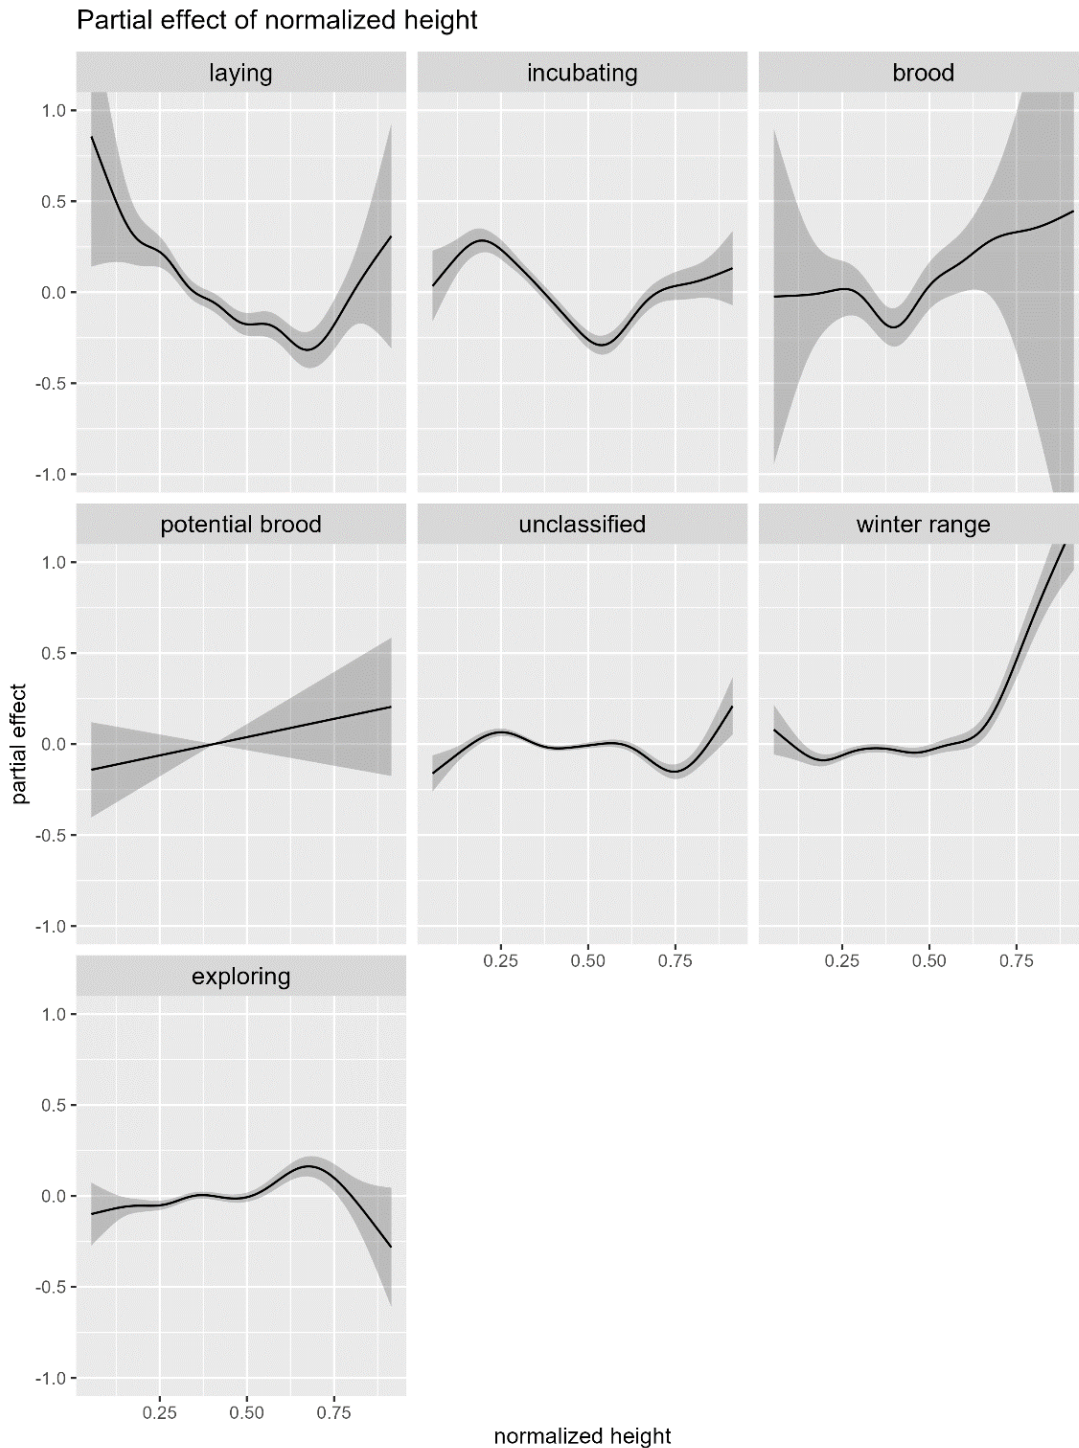 Partial effect of normalized height
laying
incubating
brood
1.0
0.5
0.0
-0.5
-1.0
potential brood
unclassified
winter range
1.0
0.5
0.0
-0.5
-1.0
partial effect
0.25 0.50 0.75
0.25 0.50 0.75
exploring
1.0
0.5
0.0
-0.5
-1.0
0.25 0.50 0.75
normalized height